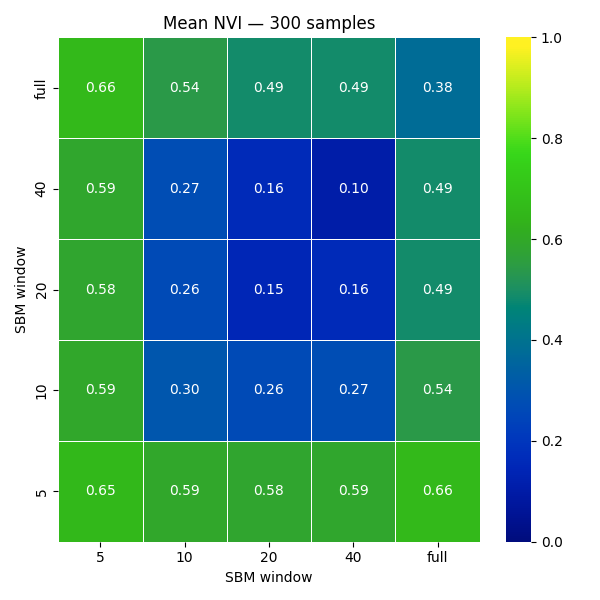 Mean NVI — 300 samples
full 0.66 0.54 0.49 0.49 0.38
40 0.59 0.27 0.16 0.10 0.49
20 0.58 0.26 0.15 0.16 0.49
10 0.59 0.30 0.26 0.27 0.54
5 0.65 0.59 0.58 0.59 0.66
5 10 20 40 full
SBM window
SBM window
1.0
0.8
0.6
0.4
0.2
0.0